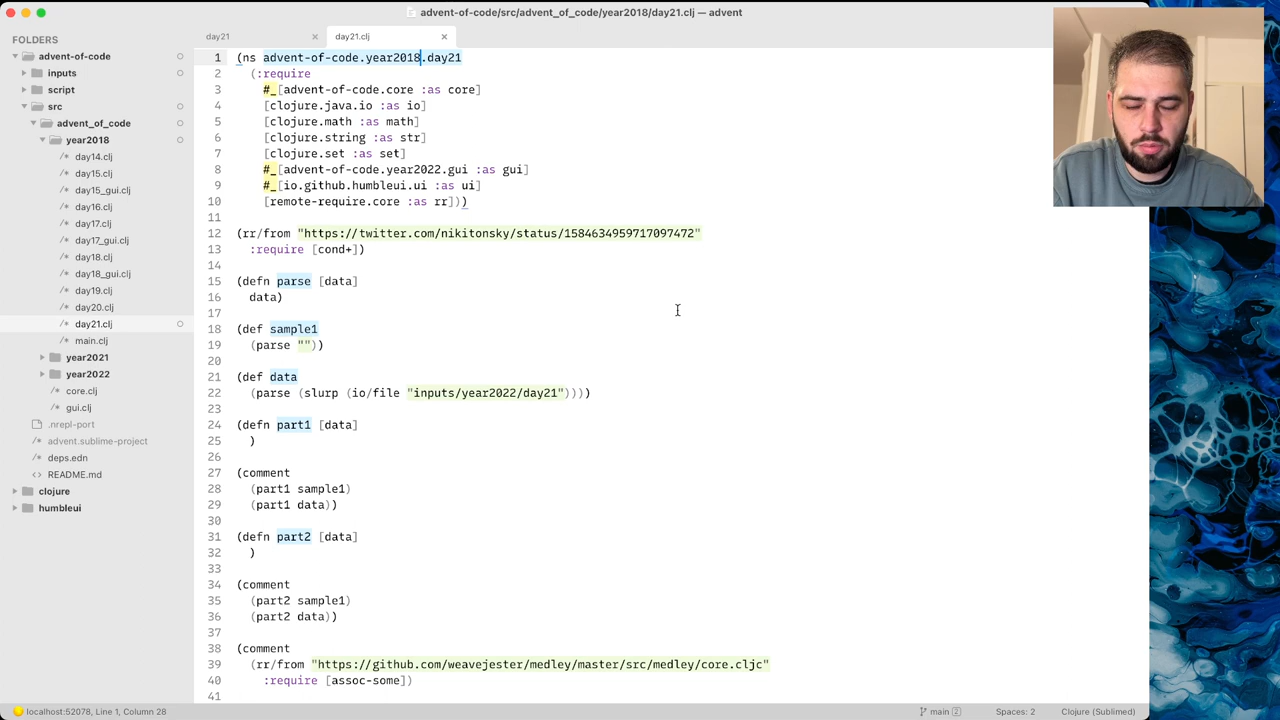 advent-of-code/src/advent_of_code/year2018/day21.clj — advent
FOLDERS
advent-of-code
inputs
script
src
advent_of_code
year2018
day14.clj
day15.clj
day15_gui.clj
day16.clj
day17.clj
day17_gui.clj
day18.clj
day18_gui.clj
day19.clj
day20.clj
day21.clj
main.clj
year2021
year2022
core.clj
gui.clj
.nrepl-port
advent.sublime-project
deps.edn
README.md
clojure
humbleui
day21
day21.clj
1 (ns advent-of-code.year2018.day21
2 (:require
3 #_[advent-of-code.core :as core]
4 [clojure.java.io :as io]
5 [clojure.math :as math]
6 [clojure.string :as str]
7 [clojure.set :as set]
8 #_[advent-of-code.year2022.gui :as gui]
9 #_[io.github.humbleui.ui :as ui]
10 [remote-require.core :as rr]))
11
12 (rr/from "https://twitter.com/nikitonsky/status/1584634959717097472"
13 :require [cond+])
14
15 (defn parse [data]
16 data)
17
18 (def sample1
19 (parse ""))
20
21 (def data
22 (parse (slurp (io/file "inputs/year2022/day21"))))
23
24 (defn part1 [data]
25 )
26
27 (comment
28 (part1 sample1)
29 (part1 data))
30
31 (defn part2 [data]
32 )
33
34 (comment
35 (part2 sample1)
36 (part2 data))
37
38 (comment
39 (rr/from "https://github.com/weavejester/medley/master/src/medley/core.cljc"
40 :require [assoc-some])
41
localhost:52078, Line 1, Column 28
main 2
Spaces: 2
Clojure (Sublimed)